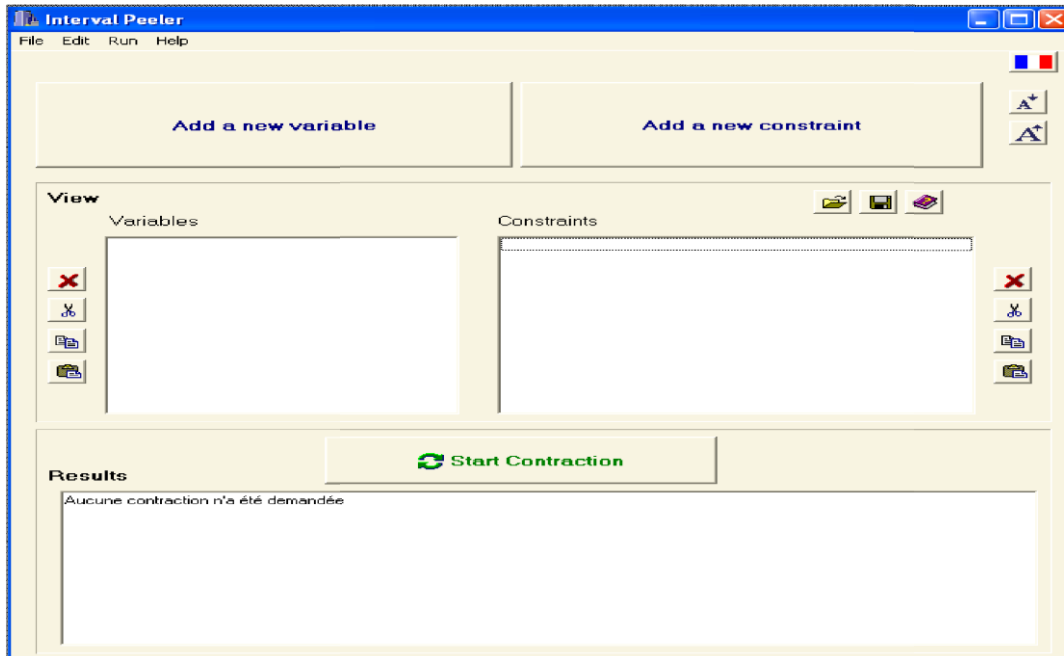 Interval Peeler
File Edit Run Help
Add a new variable
Add a new constraint
A
A
View
Variables
Constraints
Start Contraction
Results
Aucune contraction n'a été demandée